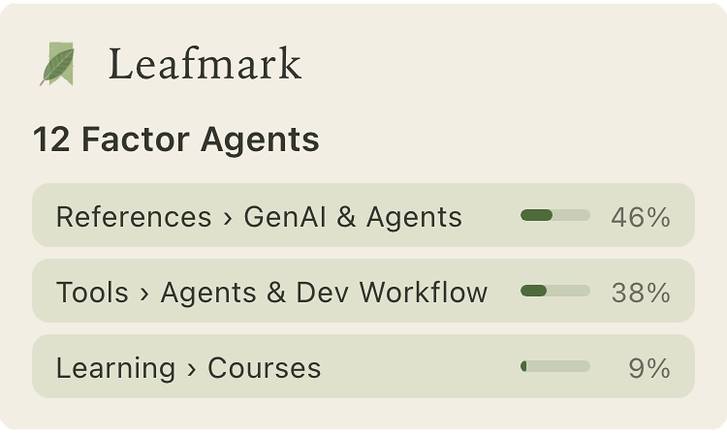 Leafmark
12 Factor Agents
References › GenAI & Agents 46%
Tools › Agents & Dev Workflow 38%
Learning › Courses 9%